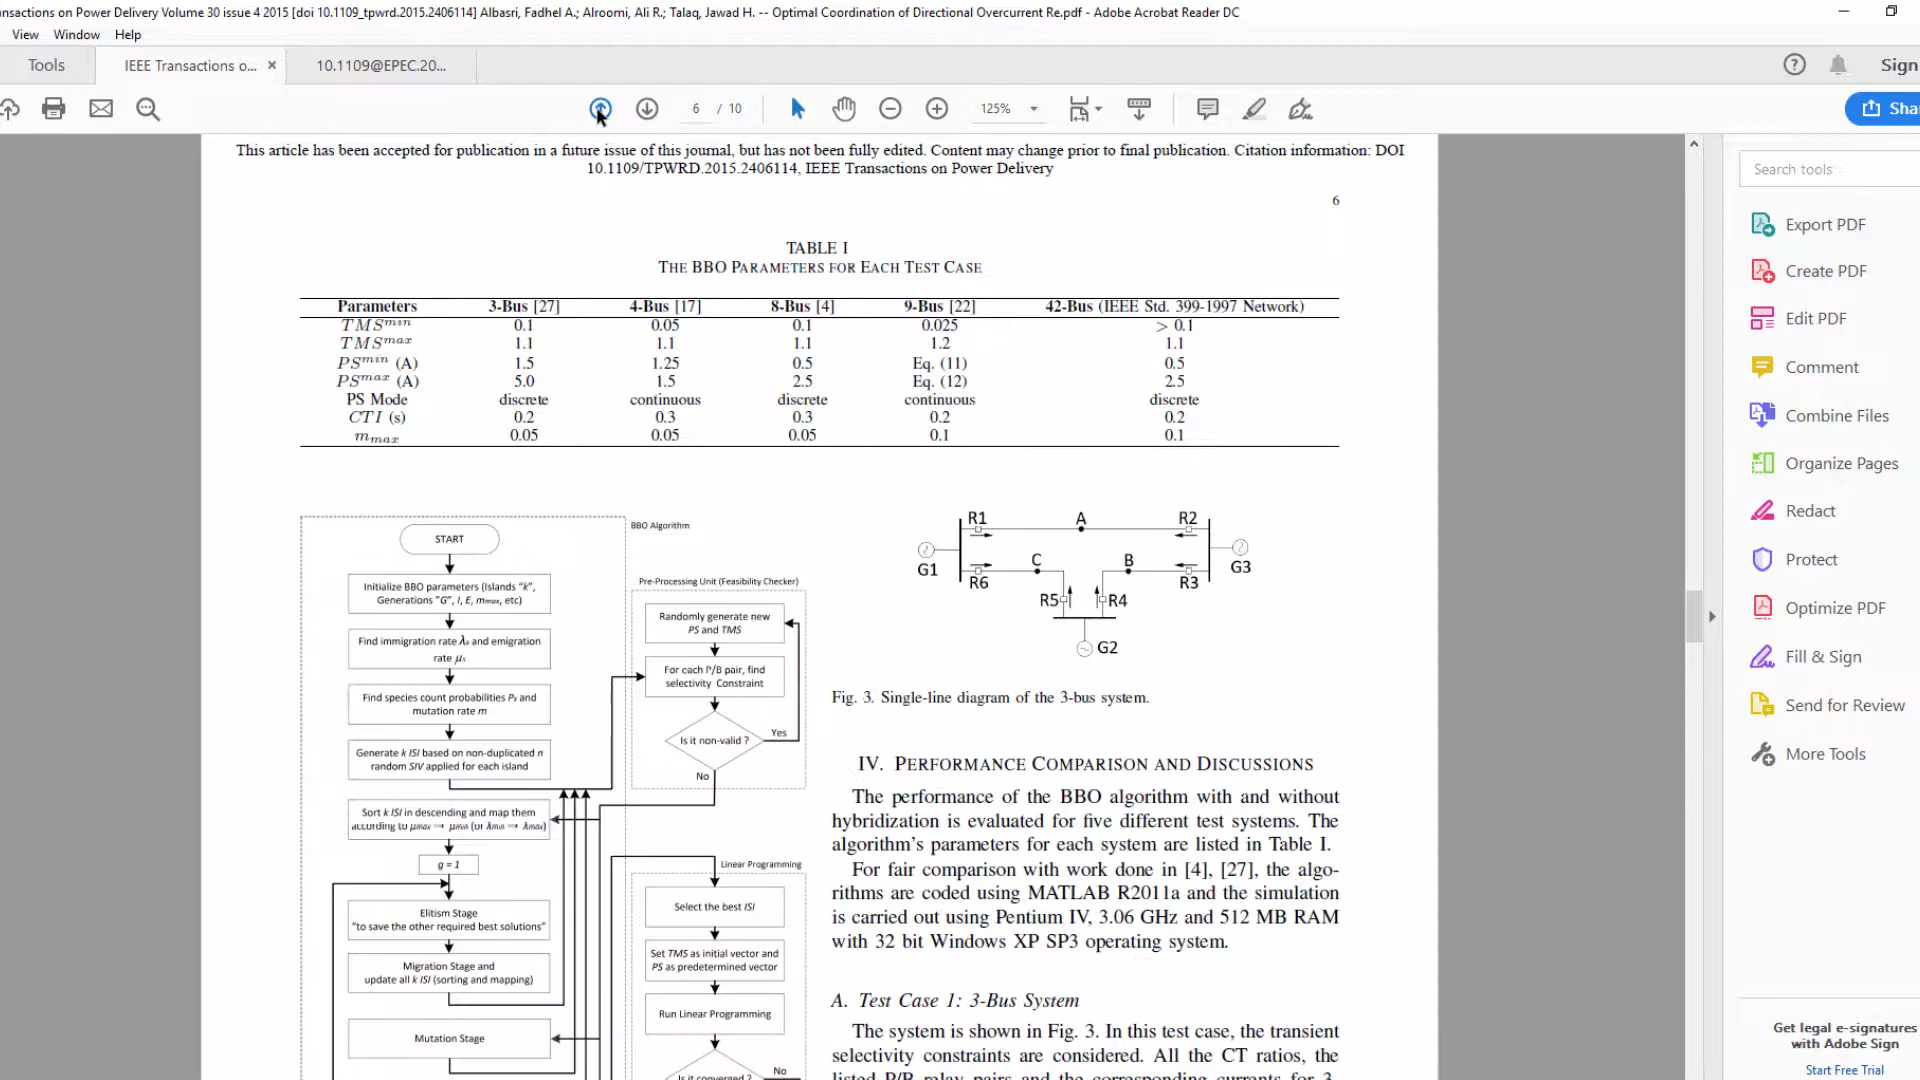 ansactions on Power Delivery Volume 30 issue 4 2015 [doi 10.1109_tpwrd.2015.2406114] Albasri, Fadhel A.; Alroomi, Ali R.; Talaq, Jawad H. -- Optimal Coordination of Directional Overcurrent Re.pdf - Adobe Acrobat Reader DC
View Window Help
Tools
IEEE Transactions o...
10.1109@EPEC.20...
Sign
6 / 10
125%
Sha
This article has been accepted for publication in a future issue of this journal, but has not been fully edited. Content may change prior to final publication. Citation information: DOI
10.1109/TPWRD.2015.2406114, IEEE Transactions on Power Delivery
6
TABLE I
THE BBO PARAMETERS FOR EACH TEST CASE
Parameters 3-Bus [27] 4-Bus [17] 8-Bus [4] 9-Bus [22] 42-Bus (IEEE Std. 399-1997 Network)
TMS^min 0.1 0.05 0.1 0.025 > 0.1
TMS^max 1.1 1.1 1.1 1.2 1.1
PS^min (A) 1.5 1.25 0.5 Eq. (11) 0.5
PS^max (A) 5.0 1.5 2.5 Eq. (12) 2.5
PS Mode discrete continuous discrete continuous discrete
CTI (s) 0.2 0.3 0.3 0.2 0.2
m_max 0.05 0.05 0.05 0.1 0.1
BBO Algorithm
START
Initialize BBO parameters (Islands "k",
Generations "G", I, E, mmax, etc)
Find immigration rate λs and emigration
rate μs
Find species count probabilities Ps and
mutation rate m
Generate k ISI based on non-duplicated n
random SIV applied for each island
Sort k ISI in descending and map them
according to μmax → μmin (or λmin → λmax)
g = 1
Elitism Stage
"to save the other required best solutions"
Migration Stage and
update all k ISI (sorting and mapping)
Mutation Stage
Pre-Processing Unit (Feasibility Checker)
Randomly generate new
PS and TMS
For each P/B pair, find
selectivity Constraint
Is it non-valid ?
Yes
No
Linear Programming
Select the best ISI
Set TMS as initial vector and
PS as predetermined vector
Run Linear Programming
Is it converged ?
No
R1 A R2
G1 C B G3
R6 R3
R5 R4
G2
Fig. 3. Single-line diagram of the 3-bus system.
IV. PERFORMANCE COMPARISON AND DISCUSSIONS
The performance of the BBO algorithm with and without
hybridization is evaluated for five different test systems. The
algorithm's parameters for each system are listed in Table I.
For fair comparison with work done in [4], [27], the algo-
rithms are coded using MATLAB R2011a and the simulation
is carried out using Pentium IV, 3.06 GHz and 512 MB RAM
with 32 bit Windows XP SP3 operating system.
A. Test Case 1: 3-Bus System
The system is shown in Fig. 3. In this test case, the transient
selectivity constraints are considered. All the CT ratios, the
listed P/B relay pairs and the corresponding currents for 3-
Search tools
Export PDF
Create PDF
Edit PDF
Comment
Combine Files
Organize Pages
Redact
Protect
Optimize PDF
Fill & Sign
Send for Review
More Tools
Get legal e-signatures
with Adobe Sign
Start Free Trial